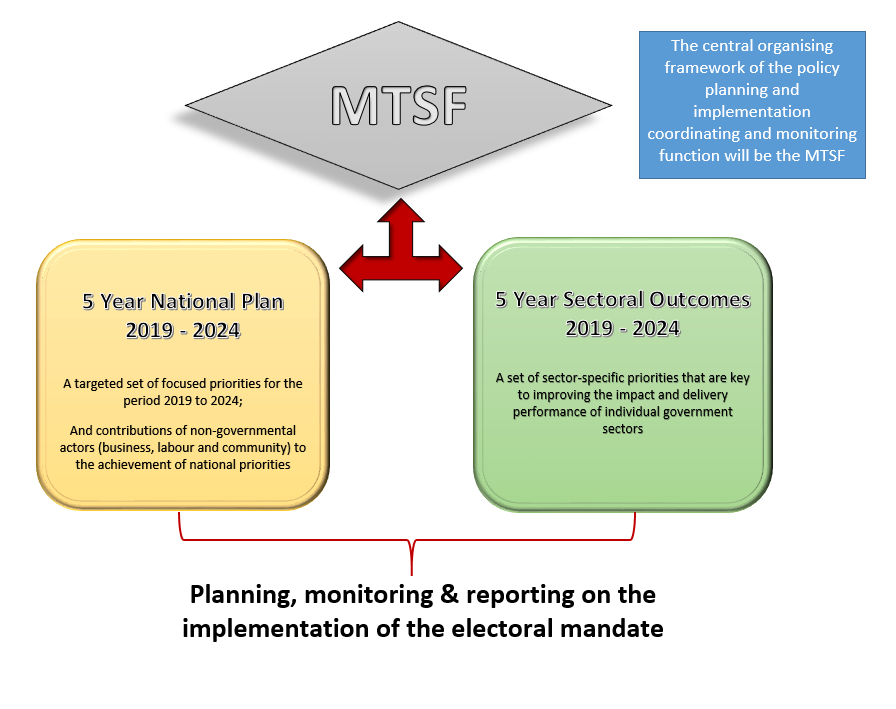 MTSF
The central organising
framework of the policy
planning and
implementation
coordinating and monitoring
function will be the MTSF
5 Year National Plan
2019 - 2024
A targeted set of focused priorities for the
period 2019 to 2024;
And contributions of non-governmental
actors (business, labour and community) to
the achievement of national priorities
5 Year Sectoral Outcomes
2019 - 2024
A set of sector-specific priorities that are key
to improving the impact and delivery
performance of individual government
sectors
Planning, monitoring & reporting on the
implementation of the electoral mandate